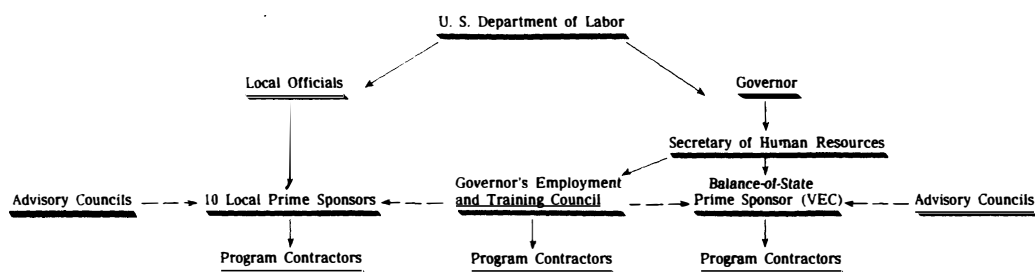 U. S. Department of Labor
Local Officials
Governor
Secretary of Human Resources
Advisory Councils
10 Local Prime Sponsors
Governor's Employment
and Training Council
Balance-of-State
Prime Sponsor (VEC)
Advisory Councils
Program Contractors
Program Contractors
Program Contractors